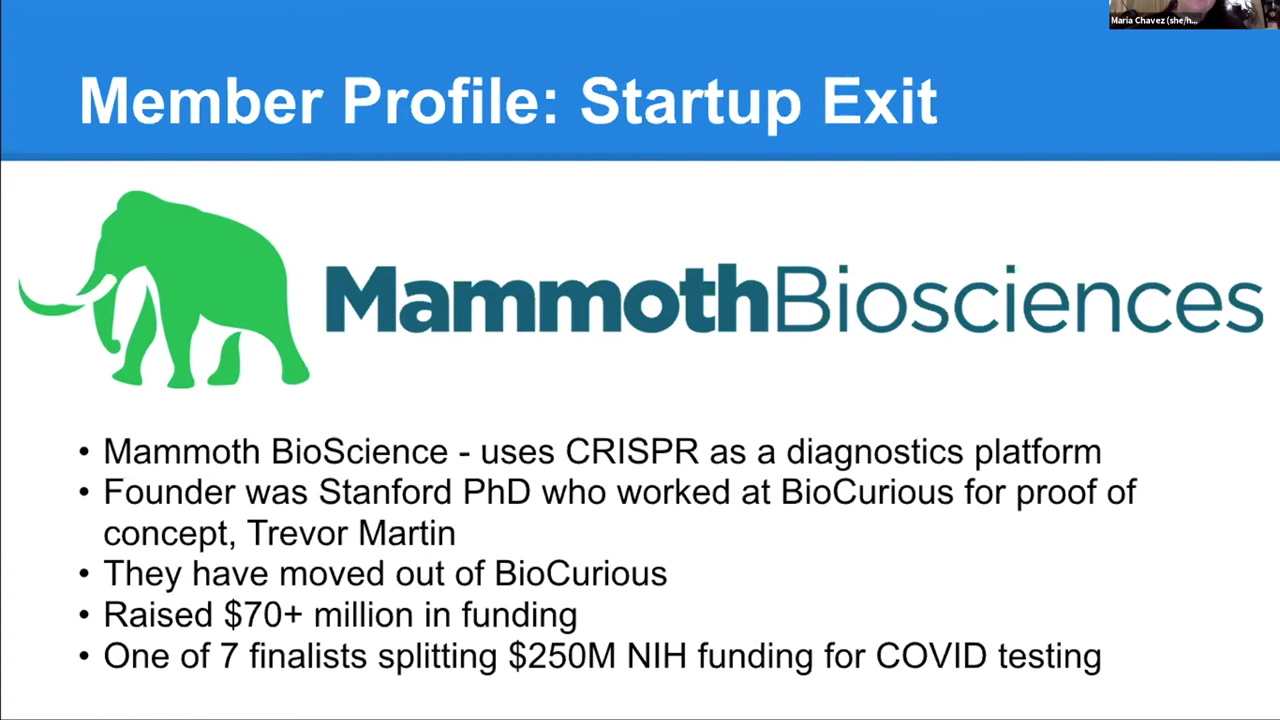 Maria Chavez (she/h...
Member Profile: Startup Exit
MammothBiosciences
• Mammoth BioScience - uses CRISPR as a diagnostics platform
• Founder was Stanford PhD who worked at BioCurious for proof of
concept, Trevor Martin
• They have moved out of BioCurious
• Raised $70+ million in funding
• One of 7 finalists splitting $250M NIH funding for COVID testing